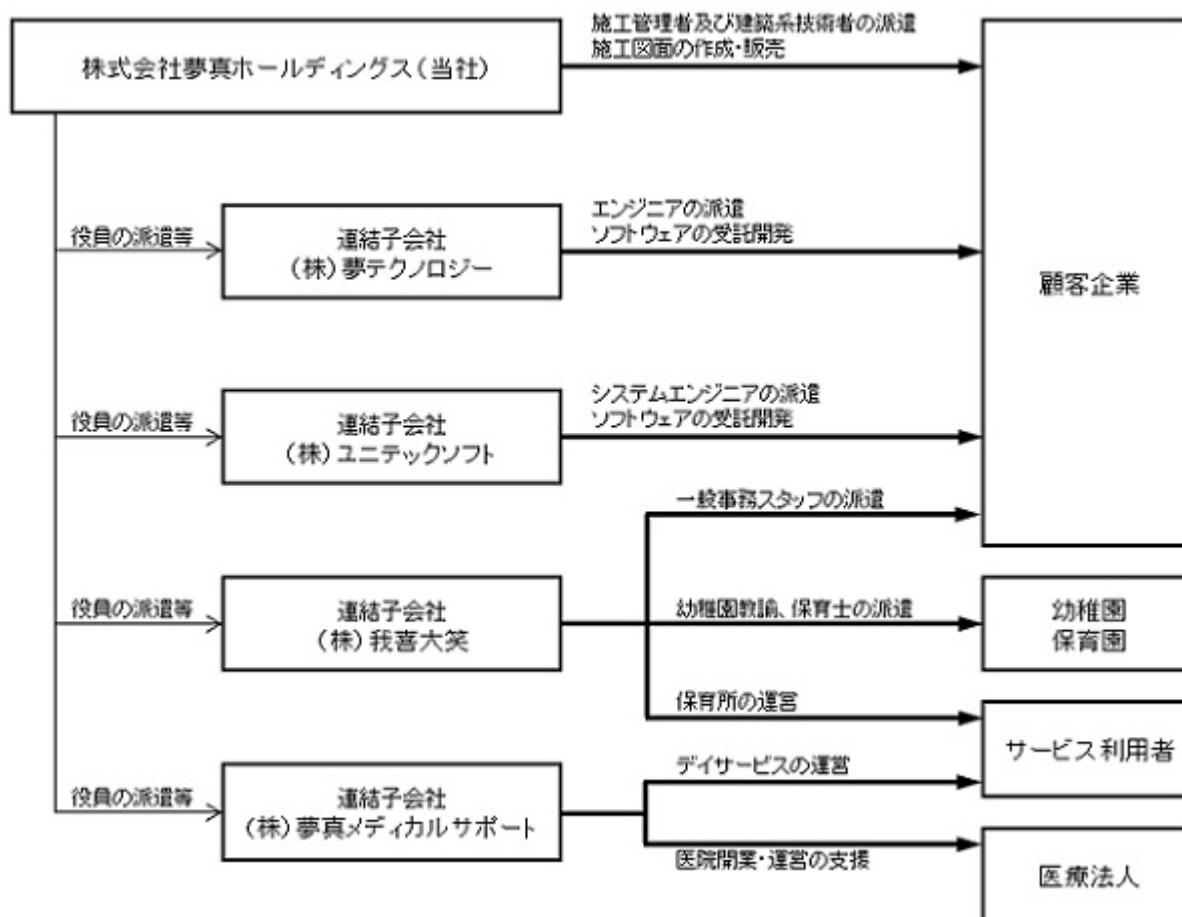 株式会社夢真ホールディングス(当社)
施工管理者及び建築系技術者の派遣
施工図面の作成・販売
顧客企業
役員の派遣等
連結子会社
(株)夢テクノロジー
エンジニアの派遣
ソフトウェアの受託開発
役員の派遣等
連結子会社
(株)ユニテックソフト
システムエンジニアの派遣
ソフトウェアの受託開発
一般事務スタッフの派遣
役員の派遣等
連結子会社
(株)我喜大笑
幼稚園教諭、保育士の派遣
幼稚園
保育園
保育所の運営
サービス利用者
デイサービスの運営
役員の派遣等
連結子会社
(株)夢真メディカルサポート
医院開業・運営の支援
医療法人